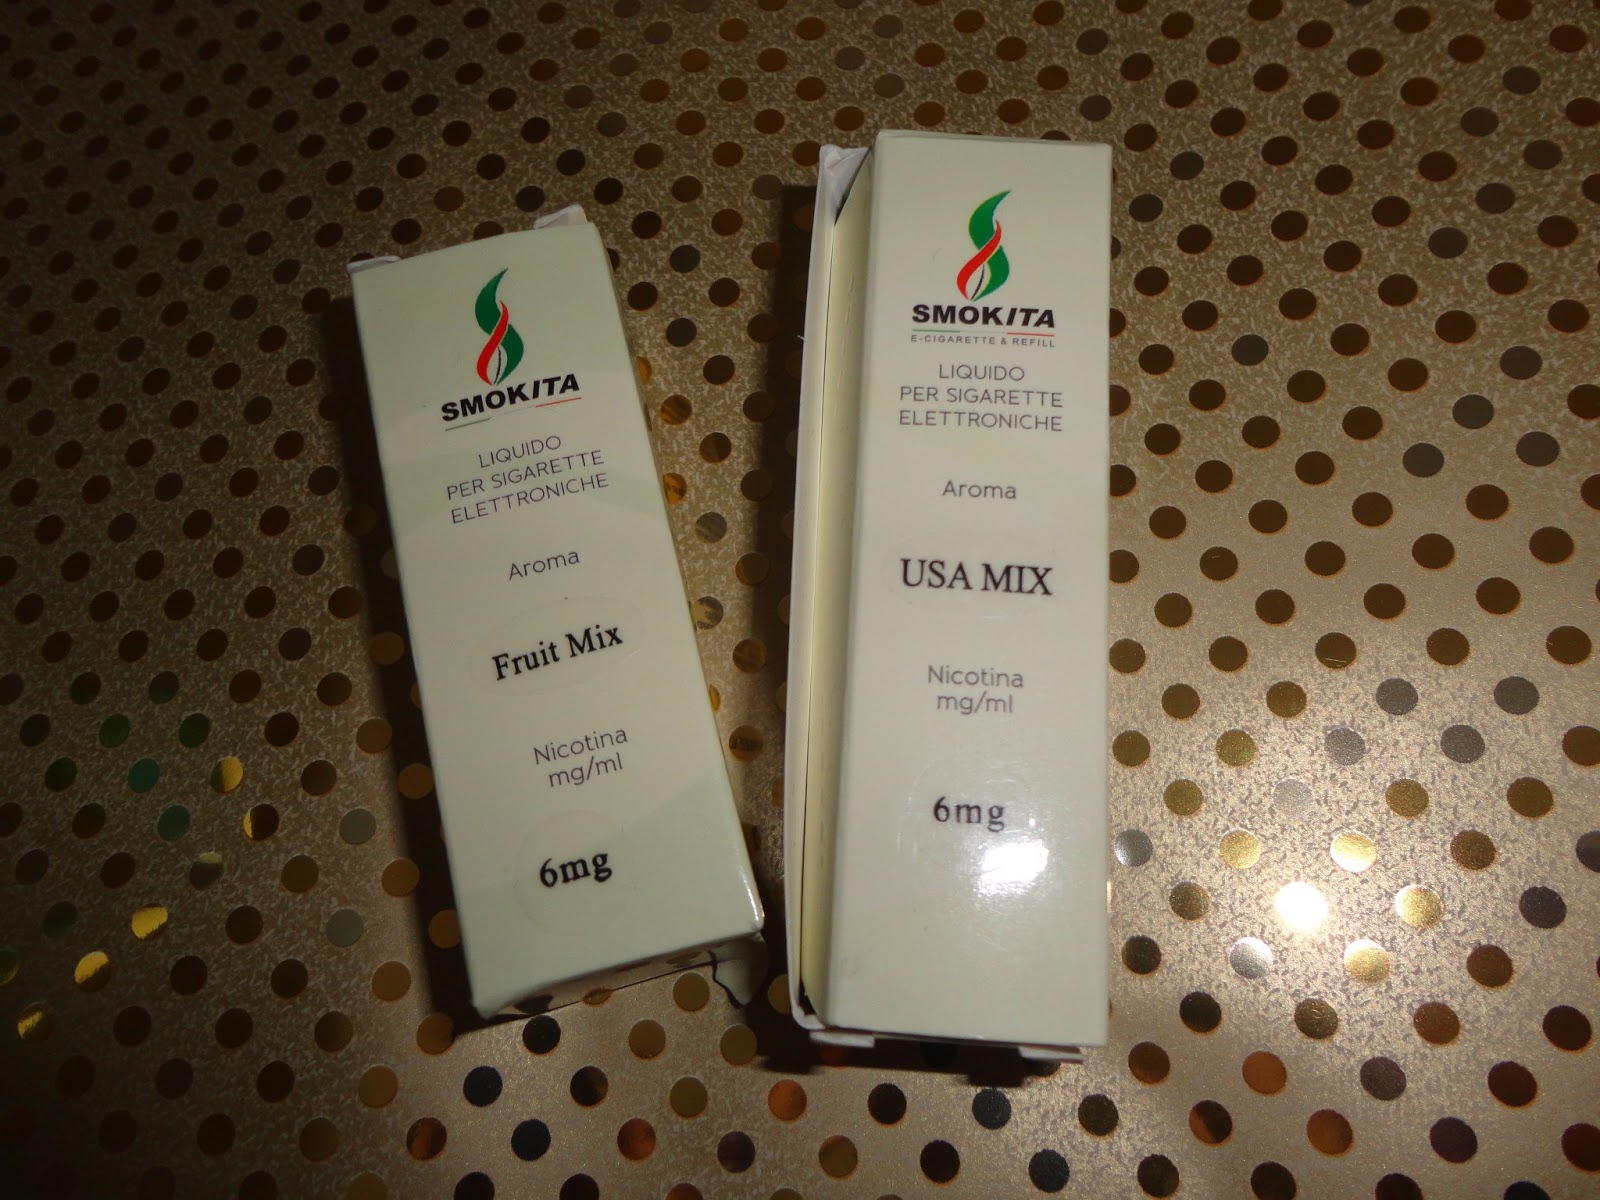 SMOKITA
LIQUIDO
PER SIGARETTE
ELETTRONICHE
Aroma
Fruit Mix
Nicotina
mg/ml
6mg
SMOKITA
E-CIGARETTE & REFILL
LIQUIDO
PER SIGARETTE
ELETTRONICHE
Aroma
USA MIX
Nicotina
mg/ml
6mg